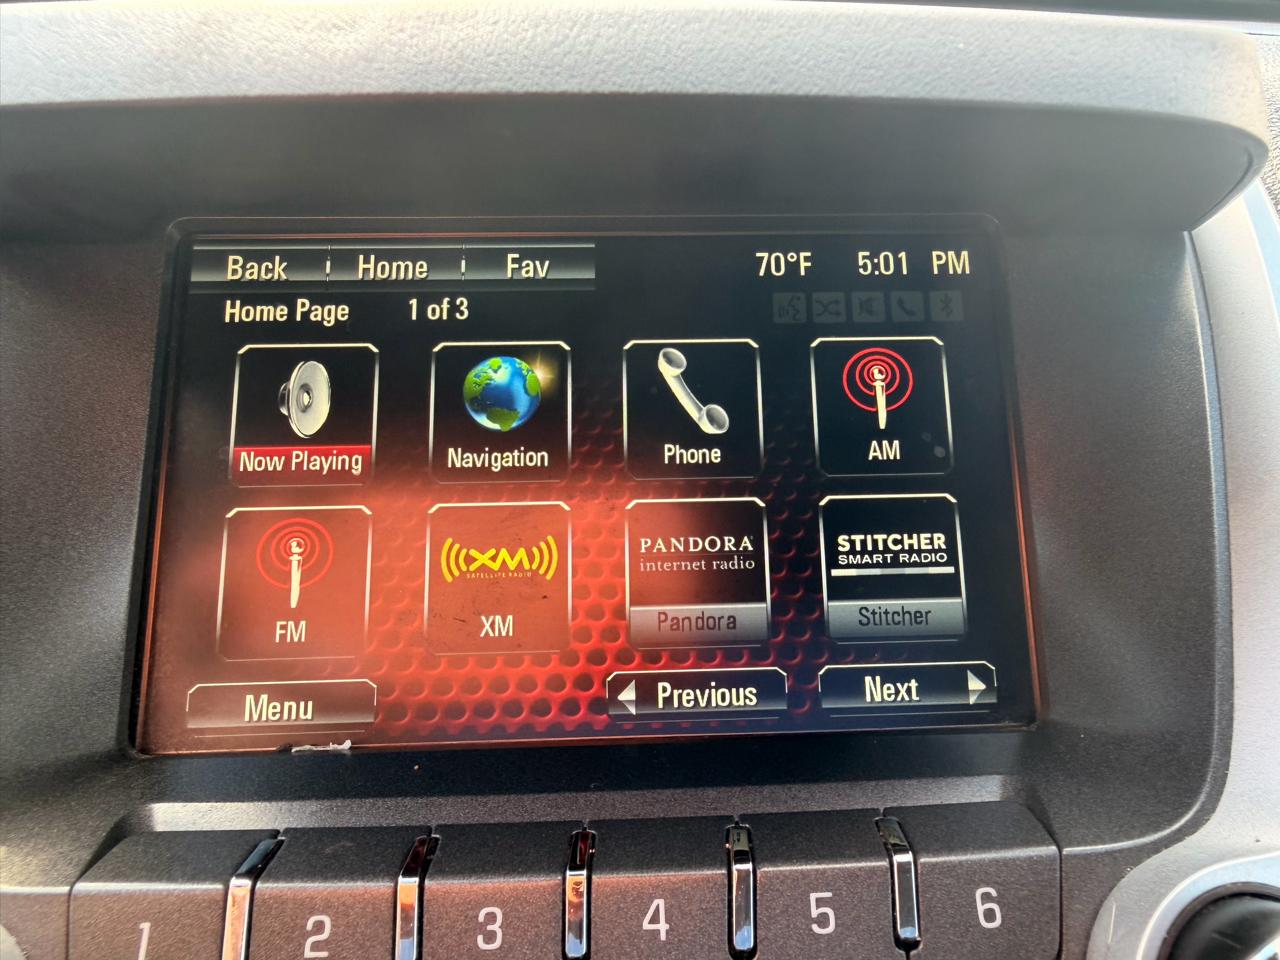 Back Home Fav 70°F 5:01 PM
Home Page 1 of 3
Now Playing
Navigation
Phone
AM
FM
XM
SATELLITE RADIO
XM
PANDORA
internet radio
Pandora
STITCHER
SMART RADIO
Stitcher
Menu Previous Next
1 2 3 4 5 6